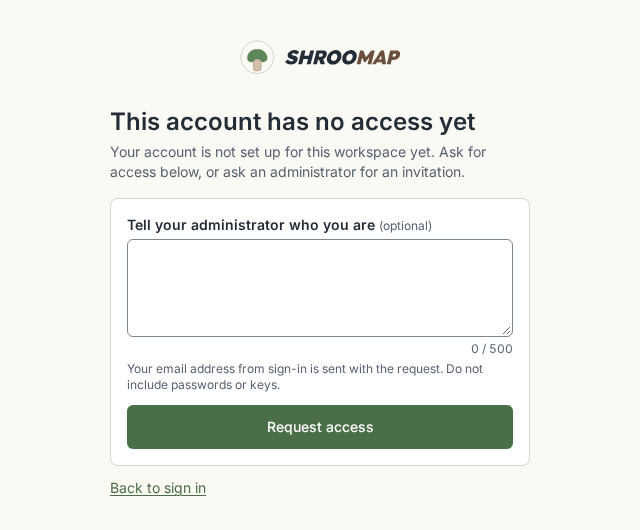 SHROOMAP
This account has no access yet
Your account is not set up for this workspace yet. Ask for
access below, or ask an administrator for an invitation.
Tell your administrator who you are (optional)
0 / 500
Your email address from sign-in is sent with the request. Do not
include passwords or keys.
Request access
Back to sign in